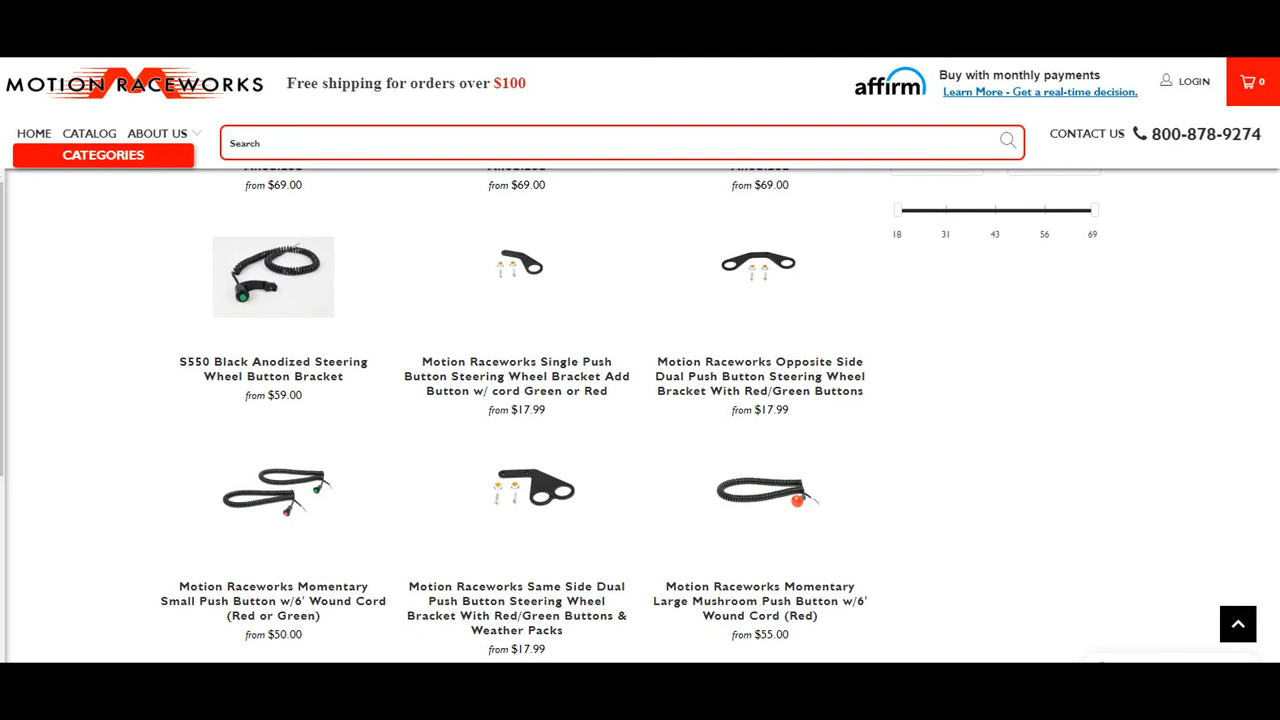 MOTION RACEWORKS
Free shipping for orders over $100
affirm
Buy with monthly payments
Learn More - Get a real-time decision.
LOGIN
0
HOME CATALOG ABOUT US
CATEGORIES
Search
CONTACT US 800-878-9274
from $69.00
from $69.00
from $69.00
18 31 43 56 69
S550 Black Anodized Steering
Wheel Button Bracket
from $59.00
Motion Raceworks Single Push
Button Steering Wheel Bracket Add
Button w/ cord Green or Red
from $17.99
Motion Raceworks Opposite Side
Dual Push Button Steering Wheel
Bracket With Red/Green Buttons
from $17.99
Motion Raceworks Momentary
Small Push Button w/6' Wound Cord
(Red or Green)
from $50.00
Motion Raceworks Same Side Dual
Push Button Steering Wheel
Bracket With Red/Green Buttons &
Weather Packs
from $17.99
Motion Raceworks Momentary
Large Mushroom Push Button w/6'
Wound Cord (Red)
from $55.00